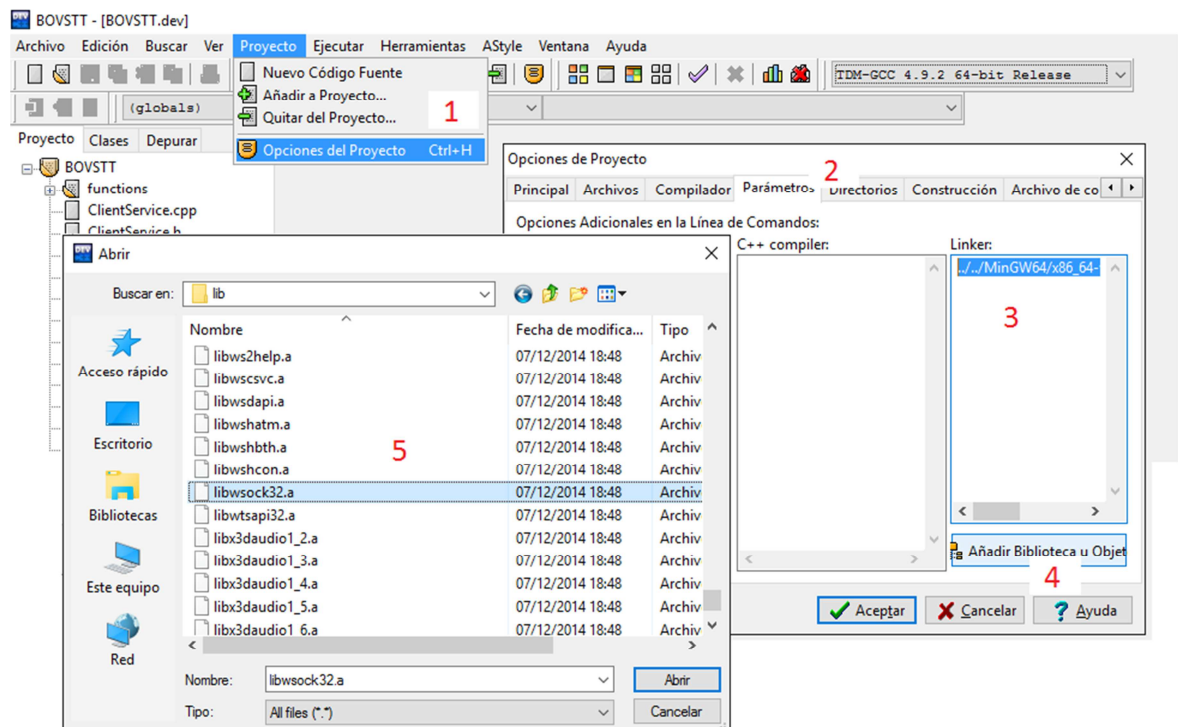 BOVSTT - [BOVSTT.dev]
Archivo Edición Buscar Ver Proyecto Ejecutar Herramientas AStyle Ventana Ayuda
Nuevo Código Fuente
Añadir a Proyecto...
Quitar del Proyecto...
1
Opciones del Proyecto Ctrl+H
TDM-GCC 4.9.2 64-bit Release
(globals)
Proyecto Clases Depurar
BOVSTT
functions
ClientService.cpp
ClientService.h
Opciones de Proyecto
2
Principal Archivos Compilador Parámetros Directorios Construcción Archivo de co
Opciones Adicionales en la Línea de Comandos:
C++ compiler:
Linker:
../../MinGW64/x86_64-
3
Añadir Biblioteca u Objet
4
Aceptar Cancelar Ayuda
Abrir
Buscar en: lib
Acceso rápido
Escritorio
Bibliotecas
Este equipo
Red
Nombre Fecha de modifica... Tipo
libws2help.a 07/12/2014 18:48 Archiv
libwscsvc.a 07/12/2014 18:48 Archiv
libwsdapi.a 07/12/2014 18:48 Archiv
libwshatm.a 07/12/2014 18:48 Archiv
libwshbth.a 07/12/2014 18:48 Archiv
5
libwshcon.a 07/12/2014 18:48 Archiv
libwsock32.a 07/12/2014 18:48 Archiv
libwtsapi32.a 07/12/2014 18:48 Archiv
libx3daudio1_2.a 07/12/2014 18:48 Archiv
libx3daudio1_3.a 07/12/2014 18:48 Archiv
libx3daudio1_4.a 07/12/2014 18:48 Archiv
libx3daudio1_5.a 07/12/2014 18:48 Archiv
libx3daudio1_6.a 07/12/2014 18:48 Archiv
Nombre: libwsock32.a Abrir
Tipo: All files (*.*) Cancelar